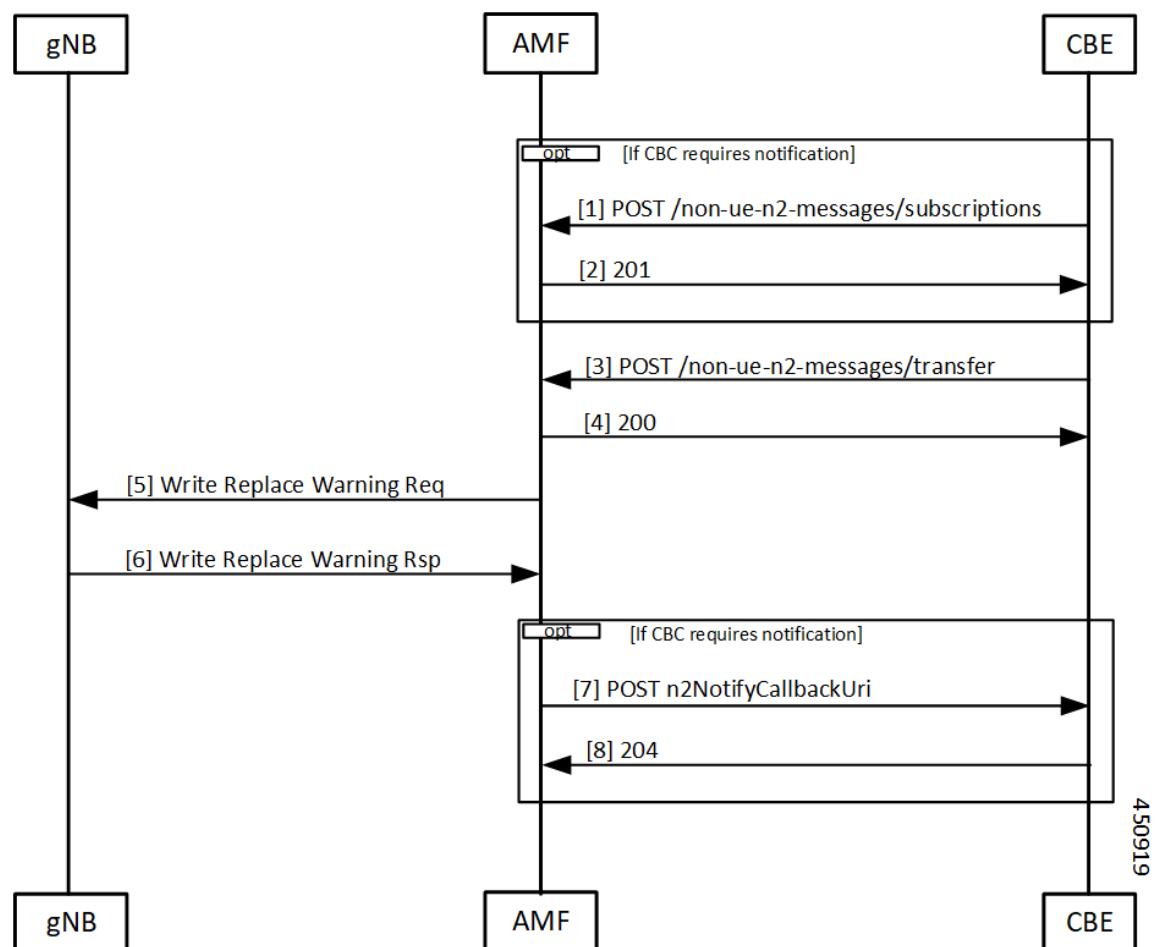 gNB
AMF
CBE
opt
[If CBC requires notification]
[1] POST /non-ue-n2-messages/subscriptions
[2] 201
[3] POST /non-ue-n2-messages/transfer
[4] 200
[5] Write Replace Warning Req
[6] Write Replace Warning Rsp
opt
[If CBC requires notification]
[7] POST n2NotifyCallbackUri
[8] 204
450919
gNB
AMF
CBE